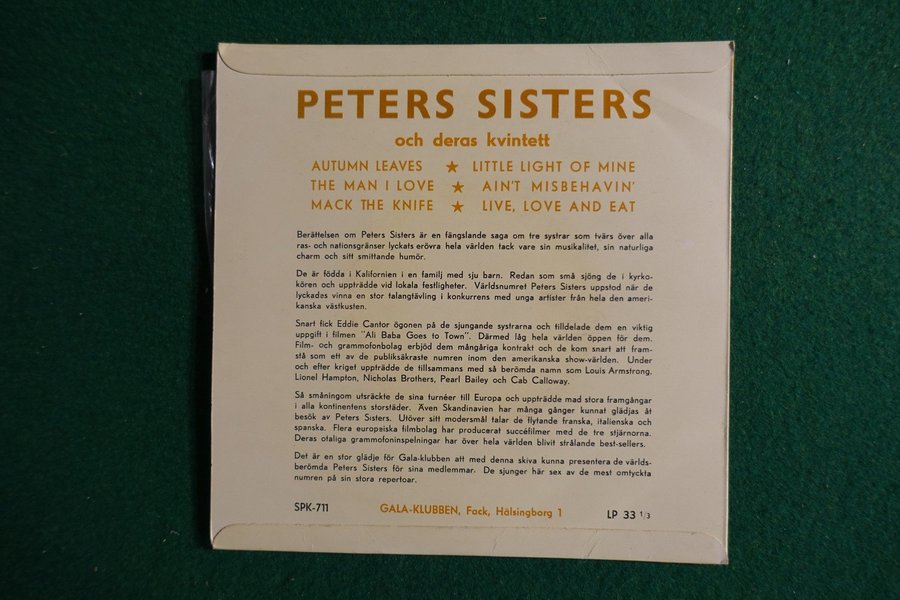 PETERS SISTERS
och deras kvintett
AUTUMN LEAVES ★ LITTLE LIGHT OF MINE
THE MAN I LOVE ★ AIN'T MISBEHAVIN'
MACK THE KNIFE ★ LIVE, LOVE AND EAT
Berättelsen om Peters Sisters är en fängslande saga om tre systrar som tvärs över alla
ras- och nationsgränser lyckats erövra hela världen tack vare sin musikalitet, sin naturliga
charm och sitt smittande humör.
De är födda i Kalifornien i en familj med sju barn. Redan som små sjöng de i kyrko-
kören och uppträdde vid lokala festligheter. Världsnumret Peters Sisters uppstod när de
lyckades vinna en stor talangtävling i konkurrens med unga artister från hela den ameri-
kanska västkusten.
Snart fick Eddie Cantor ögonen på de sjungande systrarna och tilldelade dem en viktig
uppgift i filmen "Ali Baba Goes to Town". Därmed låg hela världen öppen för dem.
Film- och grammofonbolag erbjöd dem mångåriga kontrakt och de kom snart att fram-
stå som ett av de publiksäkraste numren inom den amerikanska show-världen. Under
och efter kriget uppträdde de tillsammans med så berömda namn som Louis Armstrong,
Lionel Hampton, Nicholas Brothers, Pearl Bailey och Cab Calloway.
Så småningom utsräckte de sina turnéer till Europa och uppträdde mad stora framgångar
i alla kontinentens storstäder. Även Skandinavien har många gånger kunnat glädjas åt
besök av Peters Sisters. Utöver sitt modersmål talar de flytande franska, italienska och
spanska. Flera europeiska filmbolag har producerat succéfilmer med de tre stjärnorna.
Deras otaliga grammofoninspelningar har över hela världen blivit strålande best-sellers.
Det är en stor glädje för Gala-klubben att med denna skiva kunna presentera de världs-
berömda Peters Sisters för sina medlemmar. De sjunger här sex av de mest omtyckta
numren på sin stora repertoar.
SPK-711 GALA-KLUBBEN, Fack, Hälsingborg 1 LP 33 1/3